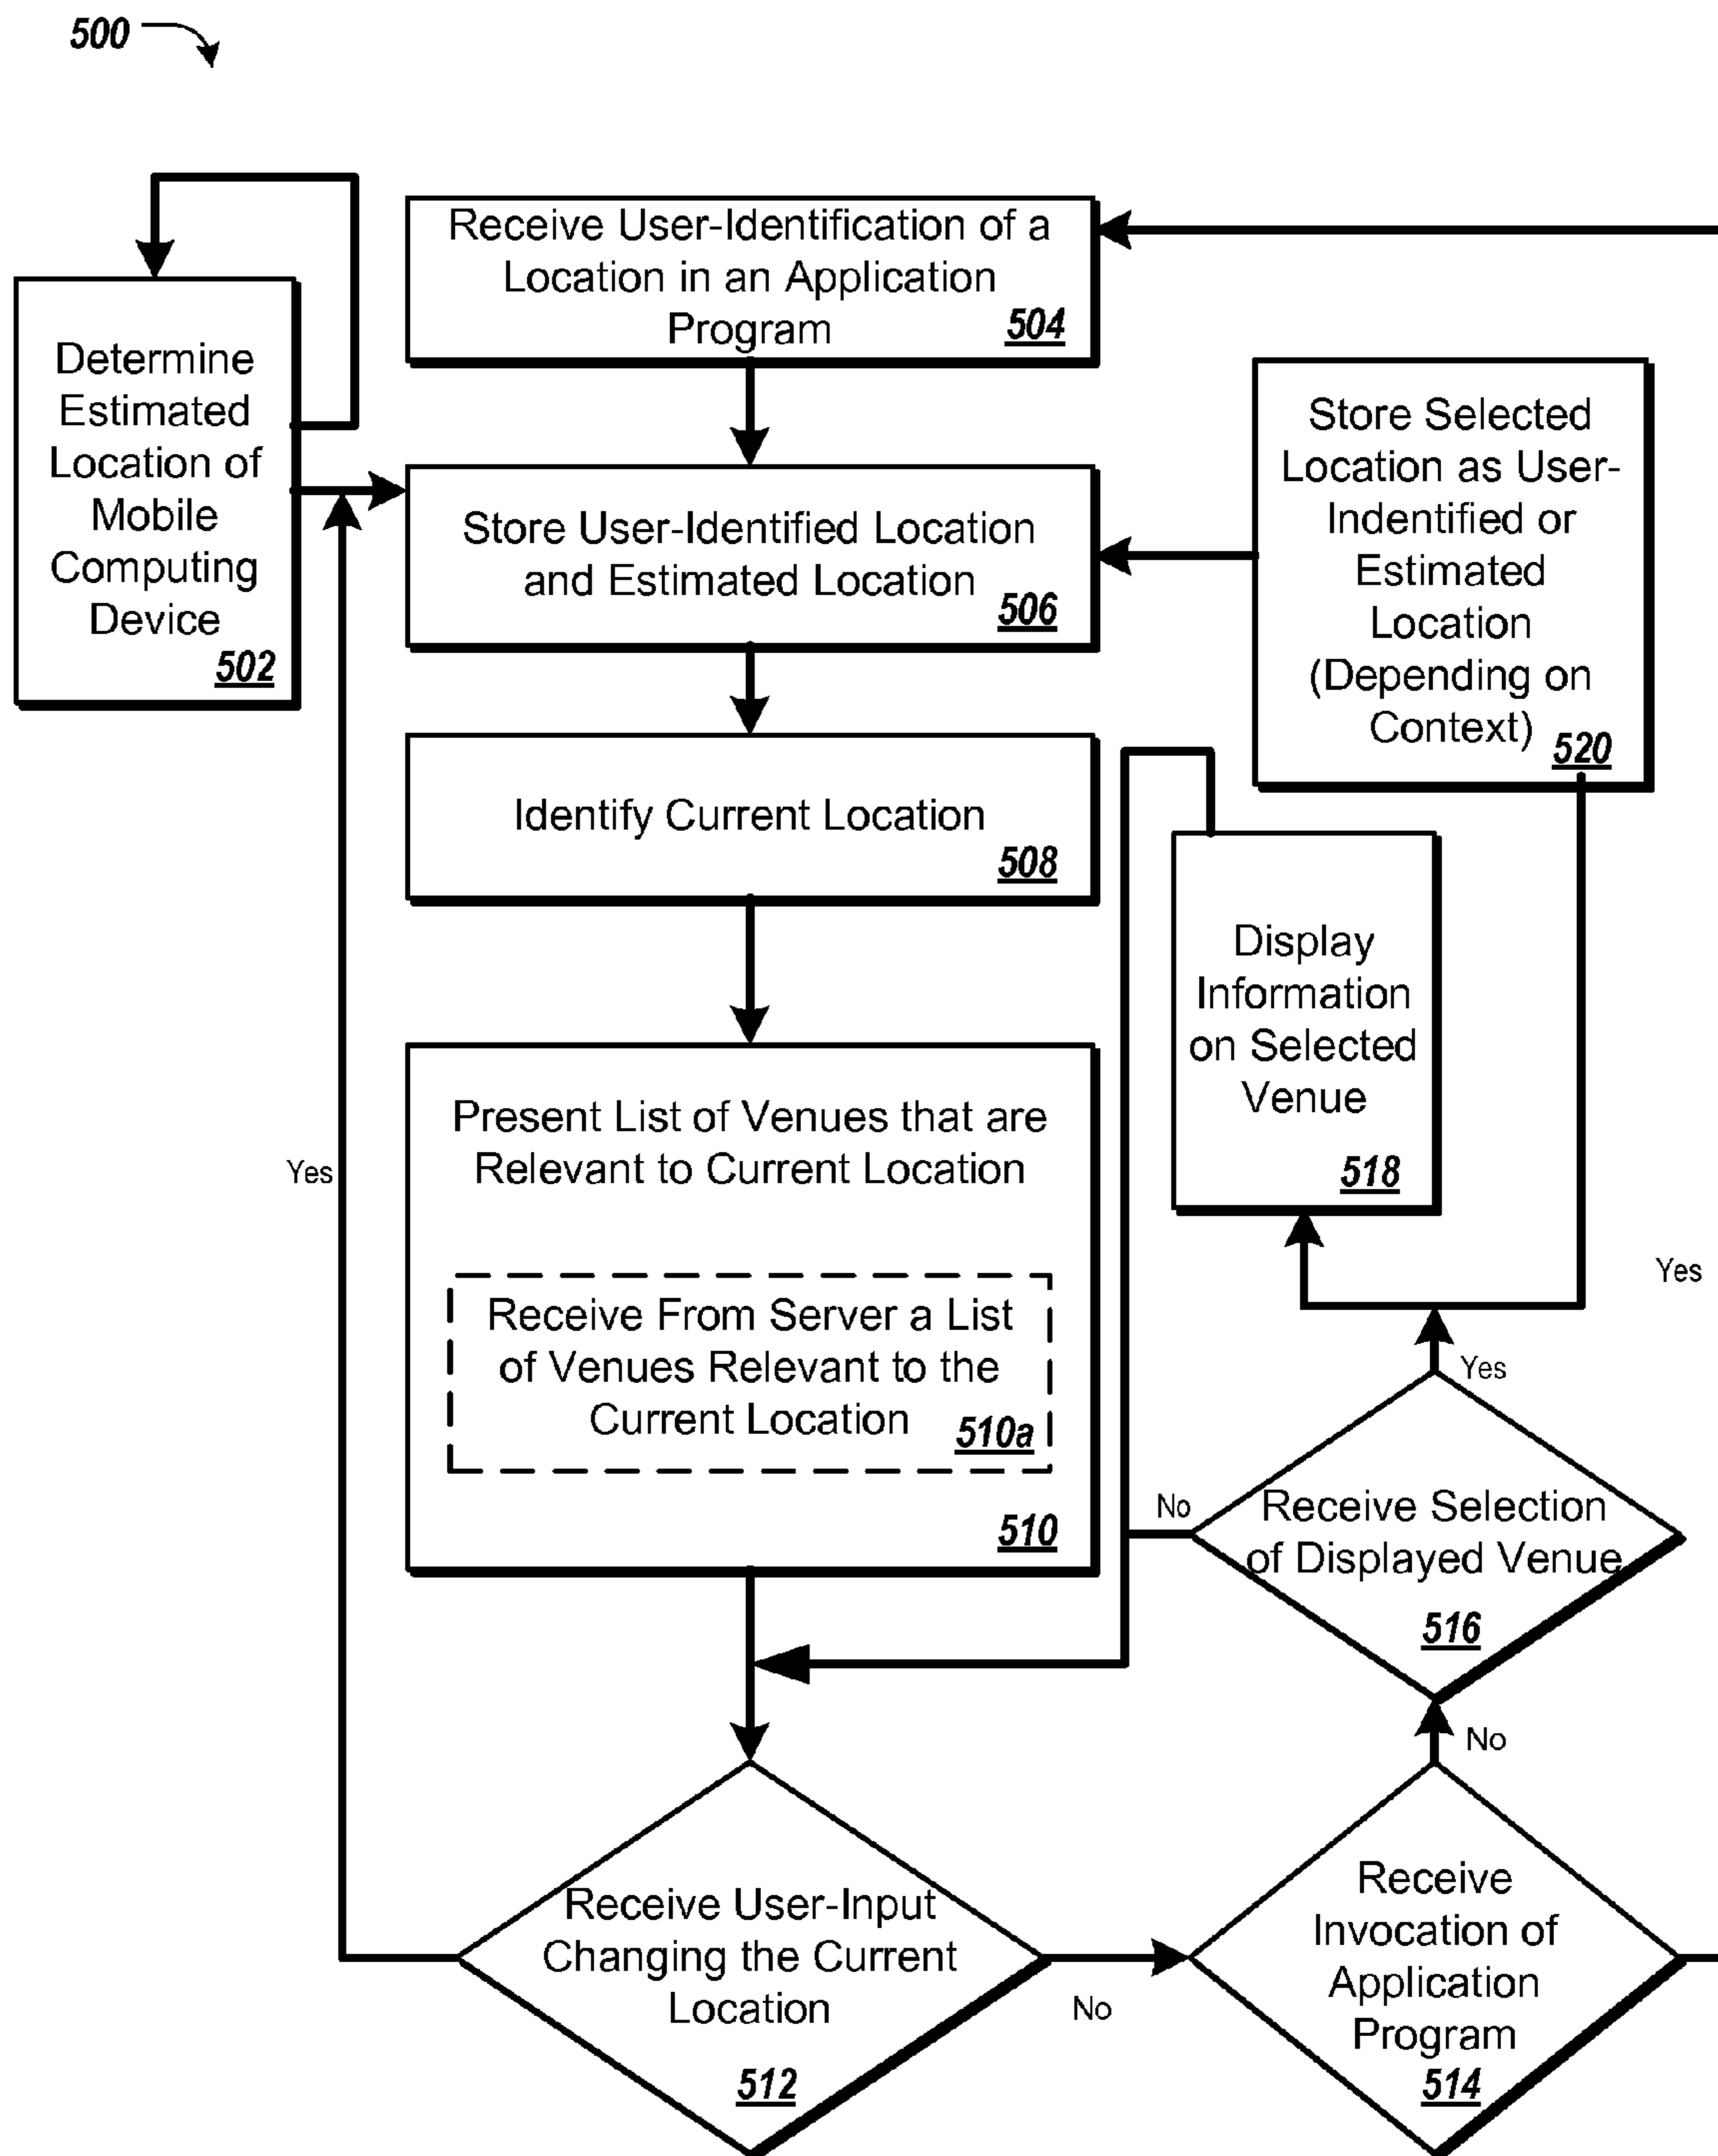 500
Receive User-Identification of a
Location in an Application
Program
504
Determine
Estimated
Location of
Mobile
Computing
Device
502
Store User-Identified Location
and Estimated Location
506
Store Selected
Location as User-
Indentified or
Estimated
Location
(Depending on
Context)
520
Identify Current Location
508
Display
Information
on Selected
Venue
518
Present List of Venues that are
Relevant to Current Location
Receive From Server a List
of Venues Relevant to the
Current Location
510a
510
Yes
Yes
Yes
No
Receive Selection
of Displayed Venue
516
No
Receive User-Input
Changing the Current
Location
512
No
Receive
Invocation of
Application
Program
514